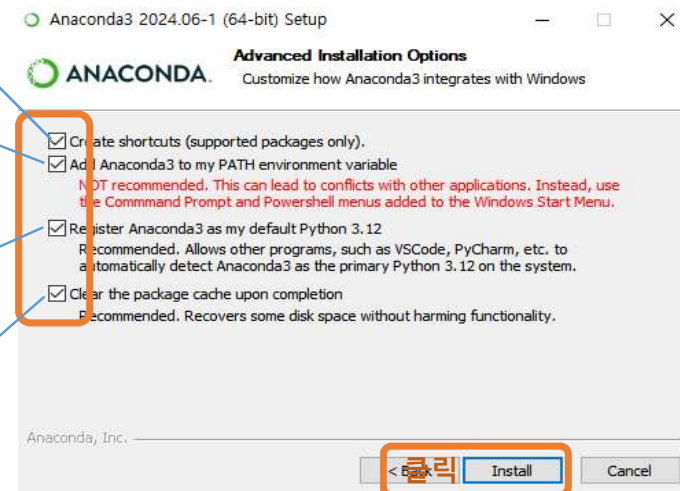 Anaconda3 2024.06-1 (64-bit) Setup
ANACONDA.
Advanced Installation Options
Customize how Anaconda3 integrates with Windows
Create shortcuts (supported packages only).
Add Anaconda3 to my PATH environment variable
NOT recommended. This can lead to conflicts with other applications. Instead, use
the Commmand Prompt and Powershell menus added to the Windows Start Menu.
Register Anaconda3 as my default Python 3.12
Recommended. Allows other programs, such as VSCode, PyCharm, etc. to
automatically detect Anaconda3 as the primary Python 3.12 on the system.
Clear the package cache upon completion
Recommended. Recovers some disk space without harming functionality.
Anaconda, Inc.
< Back 클릭 Install Cancel